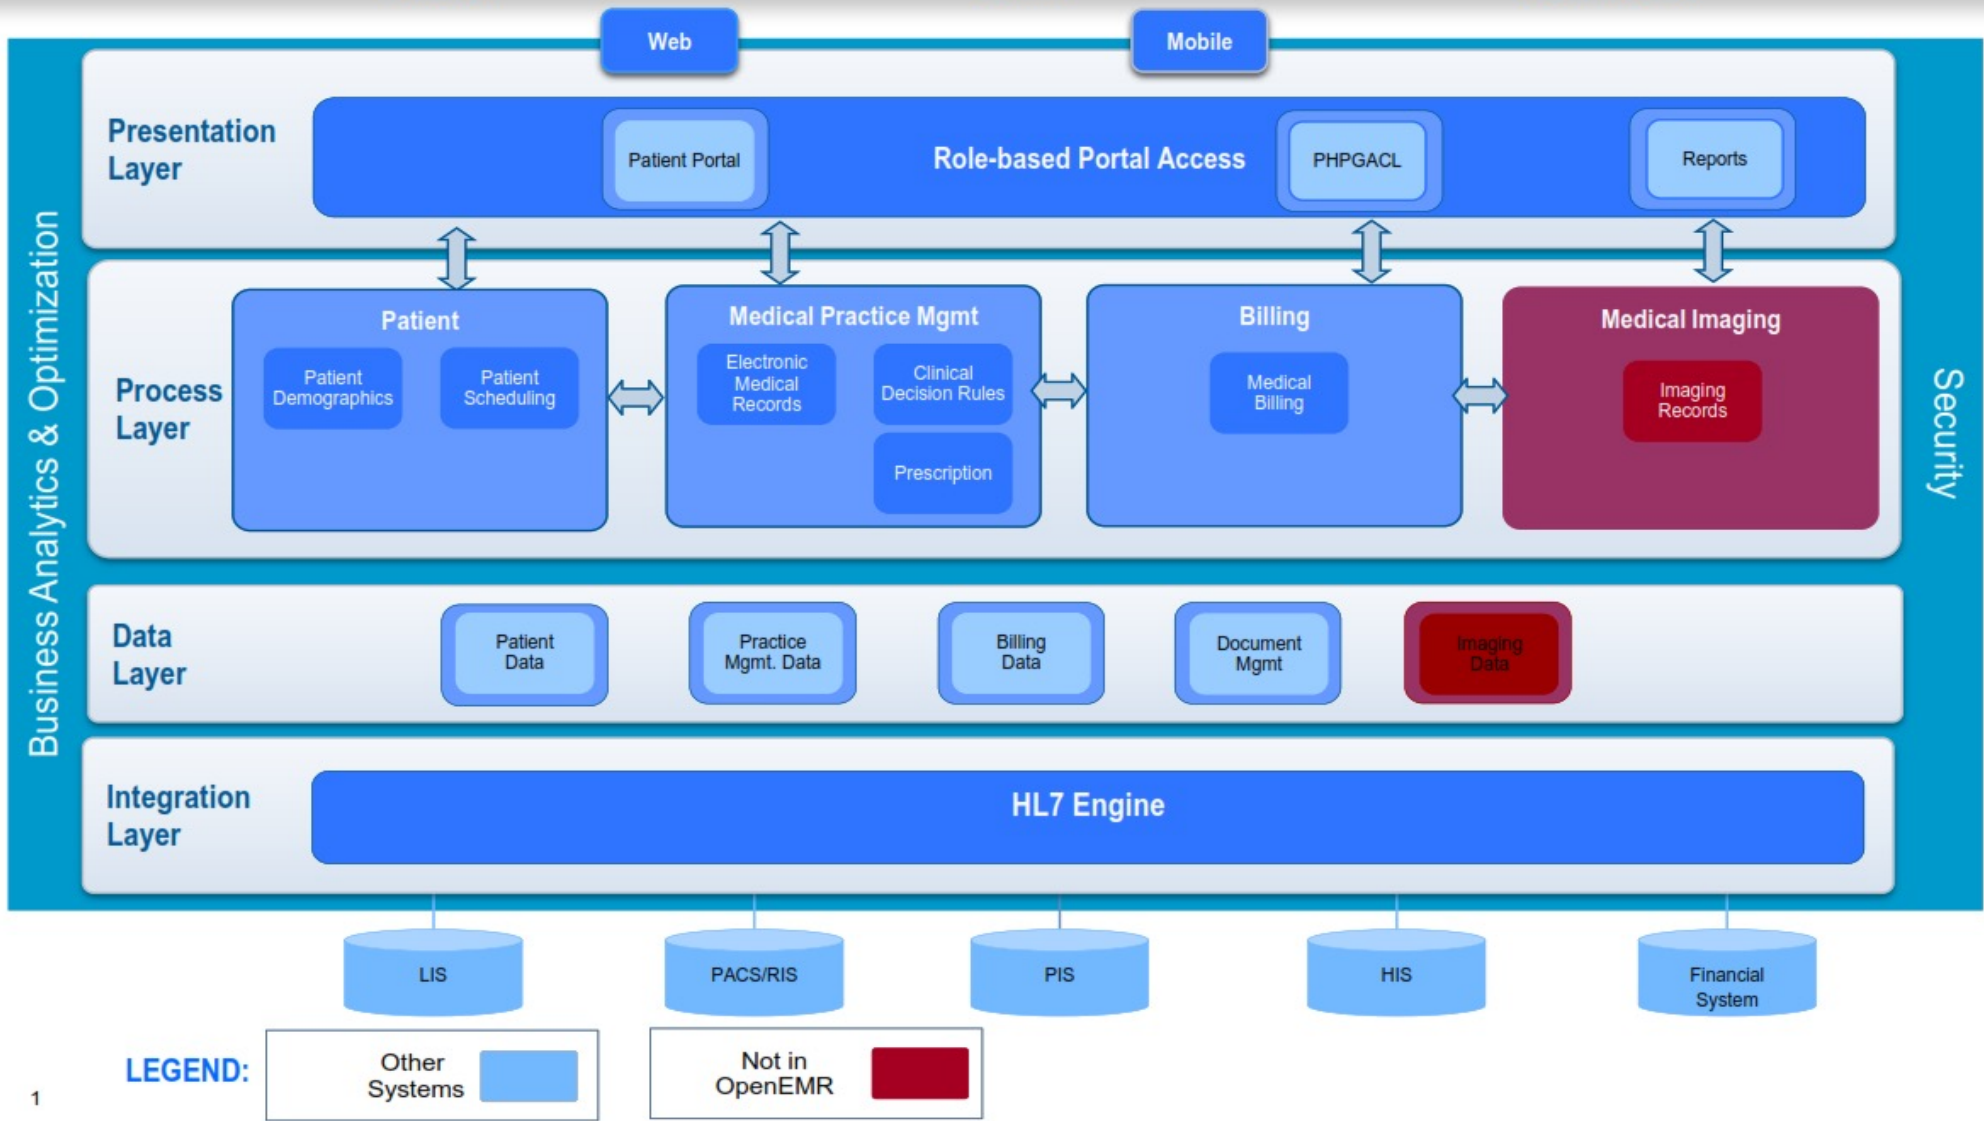 Web
Mobile
Presentation
Layer
Patient Portal
Role-based Portal Access
PHPGACL
Reports
Business Analytics & Optimization
Security
Process
Layer
Patient
Patient
Demographics
Patient
Scheduling
Medical Practice Mgmt
Electronic
Medical
Records
Clinical
Decision Rules
Prescription
Billing
Medical
Billing
Medical Imaging
Imaging
Records
Data
Layer
Patient
Data
Practice
Mgmt. Data
Billing
Data
Document
Mgmt
Imaging
Data
Integration
Layer
HL7 Engine
LIS
PACS/RIS
PIS
HIS
Financial
System
LEGEND:
Other
Systems
Not in
OpenEMR
1